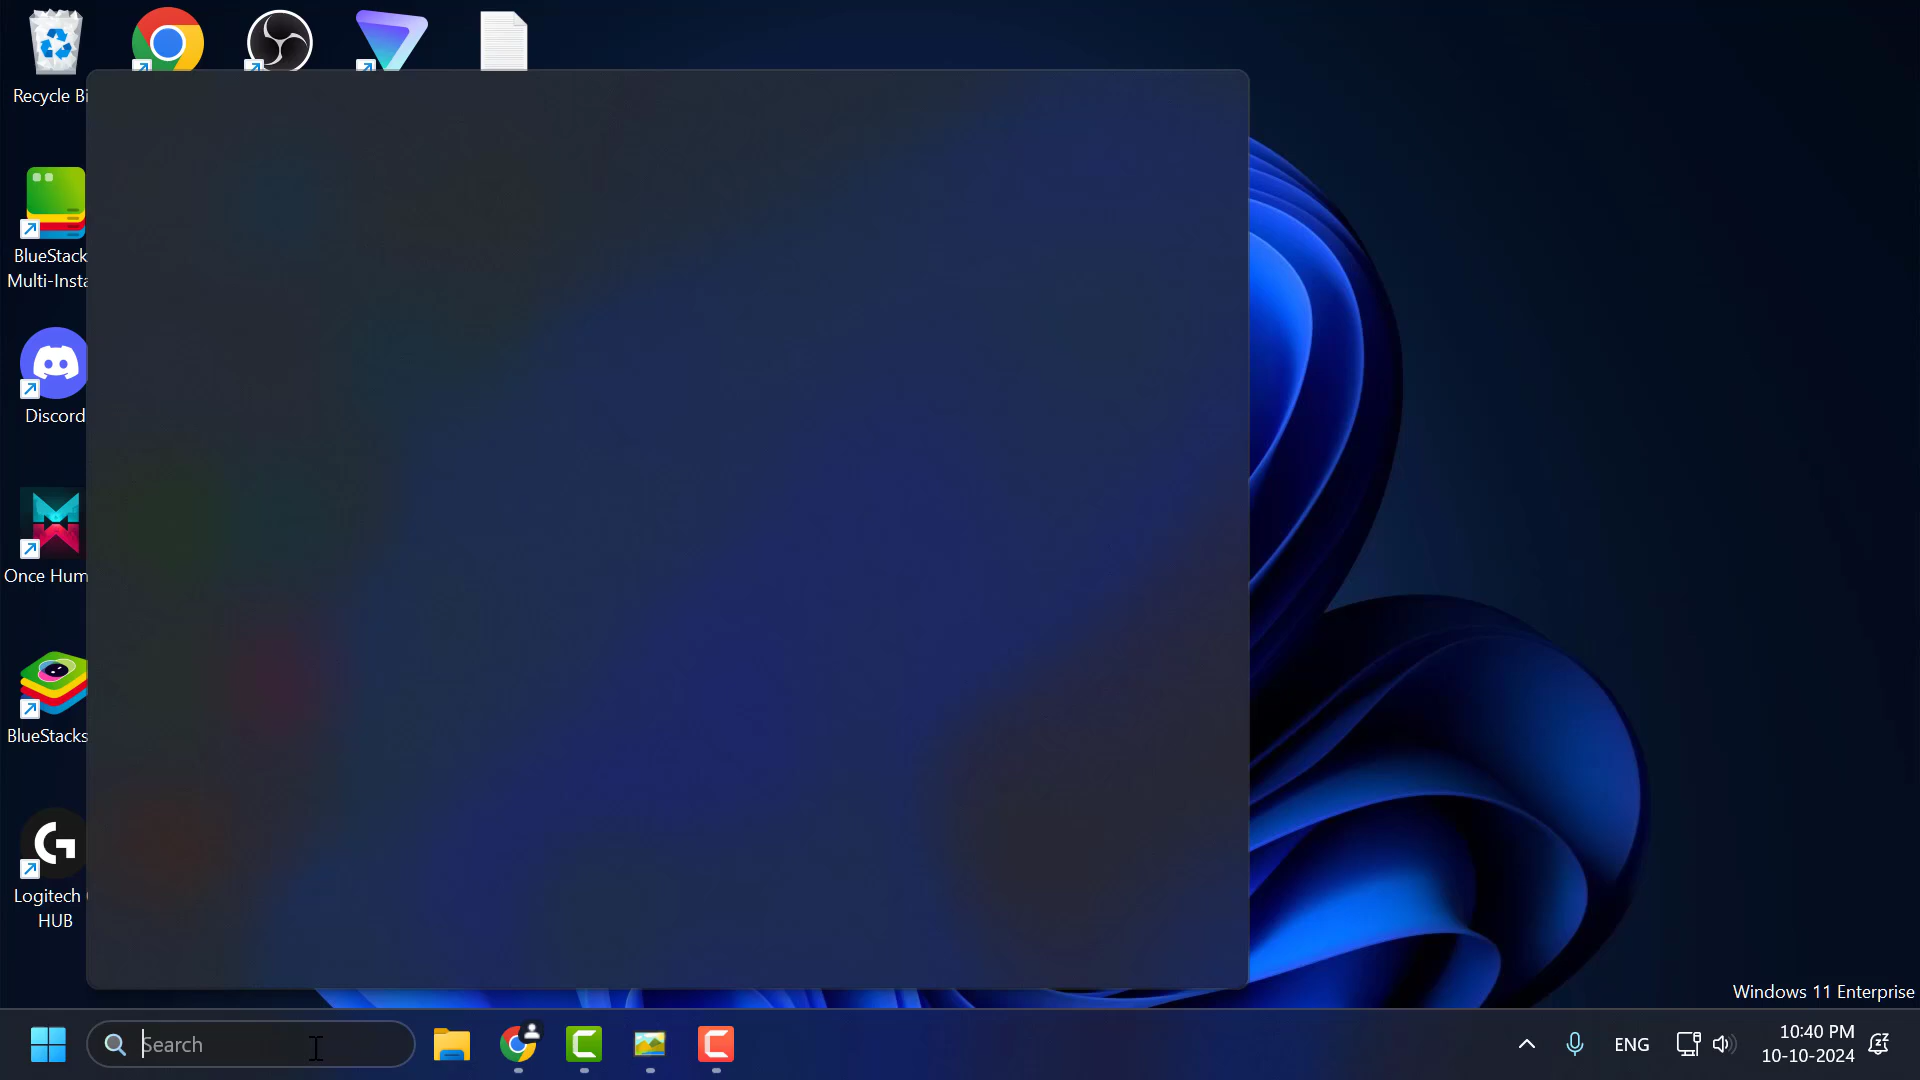 Recycle Bi
BlueStack
Multi-Insta
Discord
Once Hum
BlueStacks
Logitech
HUB
Windows 11 Enterprise
Search
ENG
10:40 PM
10-10-2024